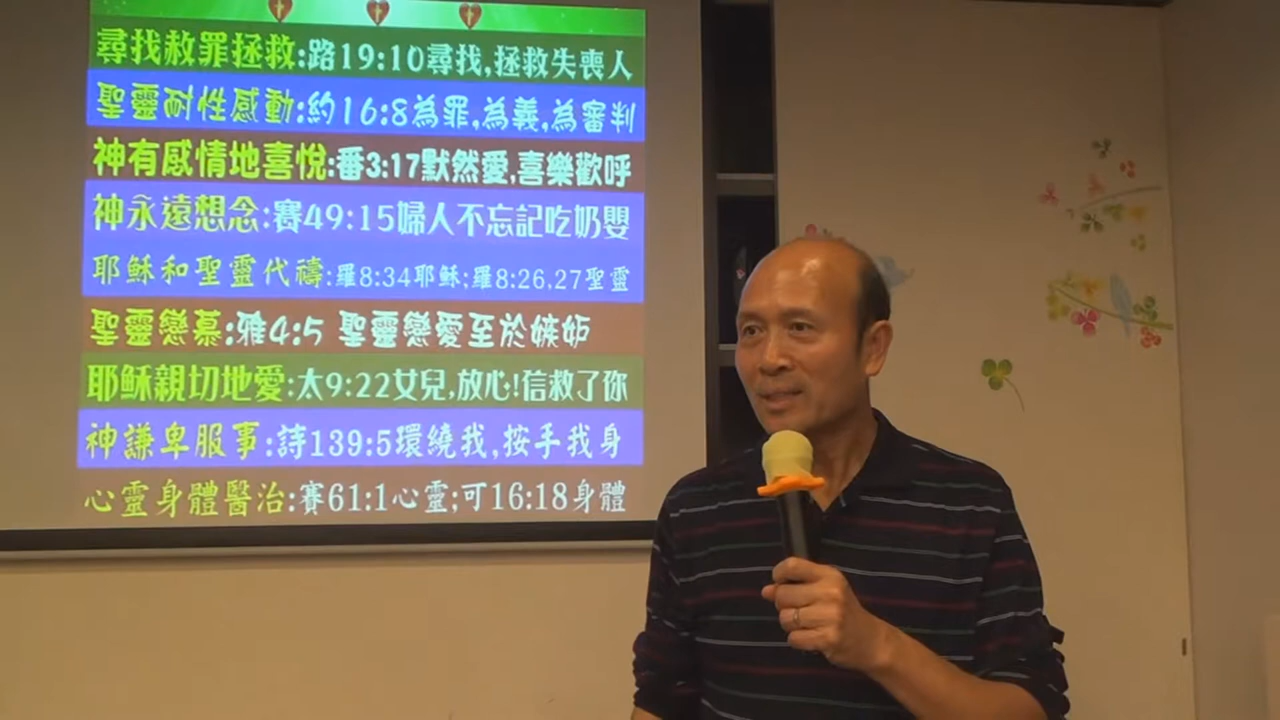 尋找赦罪拯救:路19:10尋找,拯救失喪人
聖靈耐性感動:約16:8為罪,為義,為審判
神有感情地喜悅:番3:17默然愛,喜樂歡呼
神永遠想念:賽49:15婦人不忘記吃奶嬰
耶穌和聖靈代禱:羅8:34耶穌;羅8:26,27聖靈
聖靈戀慕:雅4:5 聖靈戀愛至於嫉妒
耶穌親切地愛:太9:22女兒,放心!信救了你
神謙卑服事:詩139:5環繞我,按手我身
心靈身體醫治:賽61:1心靈;可16:18身體